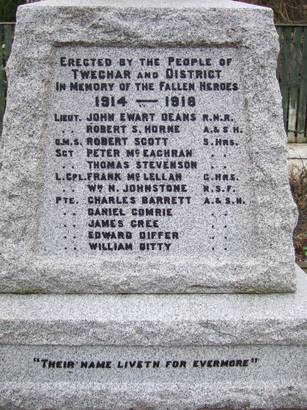 ERECTED BY THE PEOPLE OF
TWECHAR AND DISTRICT
IN MEMORY OF THE FALLEN HEROES
1914 — 1918
LIEUT. JOHN EWART DEANS R.N.R.
.. ROBERT S. HORNE A.&S.H.
Q.M.S. ROBERT SCOTT S.HRS.
SGT PETER McEACHRAN ..
.. THOMAS STEVENSON ..
L.CPL. FRANK McLELLAN G.HRS.
.. WM N. JOHNSTONE R.S.F.
PTE. CHARLES BARRETT A.&S.H.
.. DANIEL COMRIE ..
.. JAMES CREE ..
.. EDWARD DIFFER ..
.. WILLIAM DITTY ..
"THEIR NAME LIVETH FOR EVERMORE"